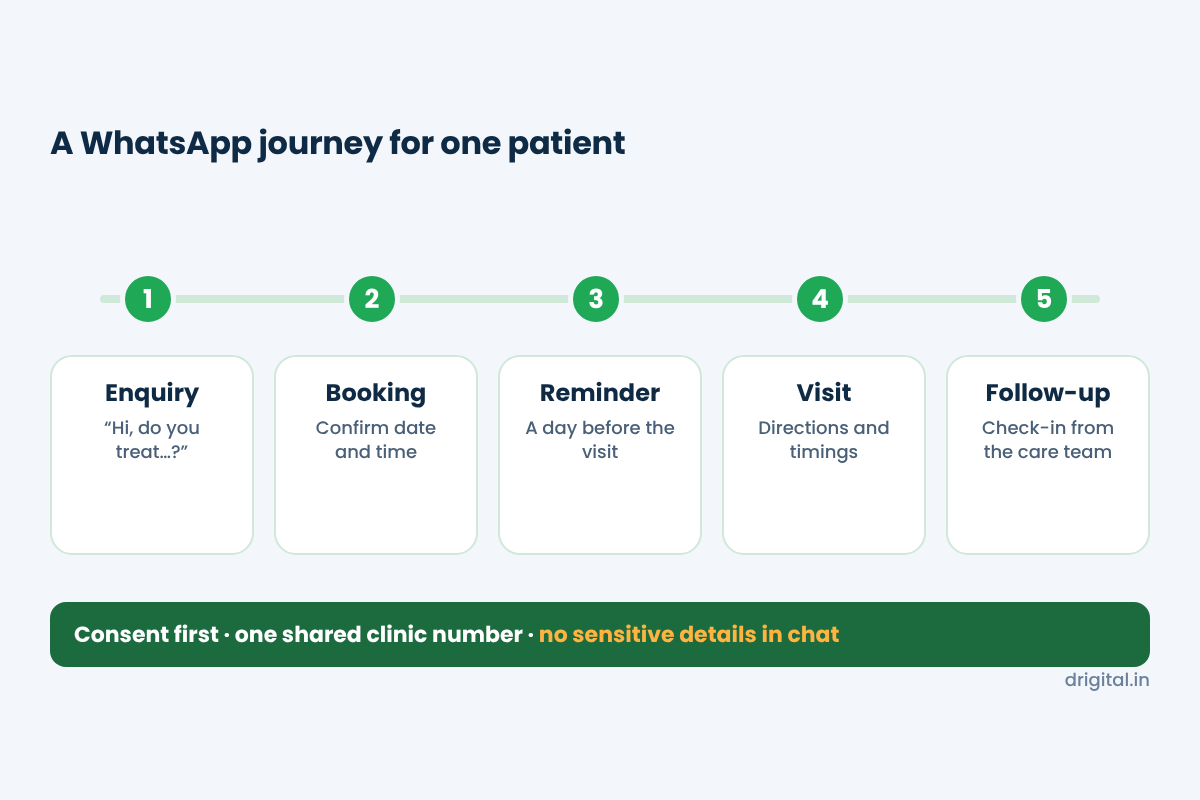 A WhatsApp journey for one patient
1
2
3
4
5
Enquiry
“Hi, do you
treat...?”
Booking
Confirm date
and time
Reminder
A day before the
visit
Visit
Directions and
timings
Follow-up
Check-in from
the care team
Consent first · one shared clinic number · no sensitive details in chat
drigital.in